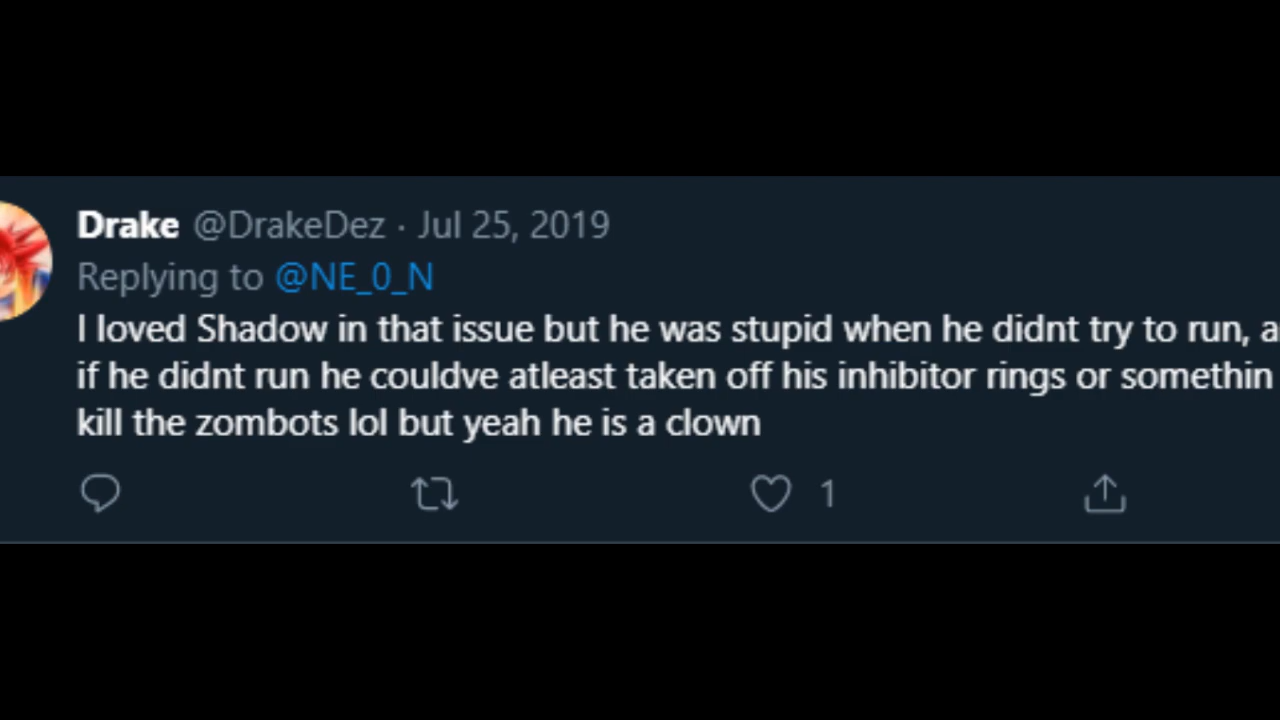 Drake @DrakeDez · Jul 25, 2019
Replying to @NE_0_N
I loved Shadow in that issue but he was stupid when he didnt try to run, a
if he didnt run he couldve atleast taken off his inhibitor rings or somethin
kill the zombots lol but yeah he is a clown
1